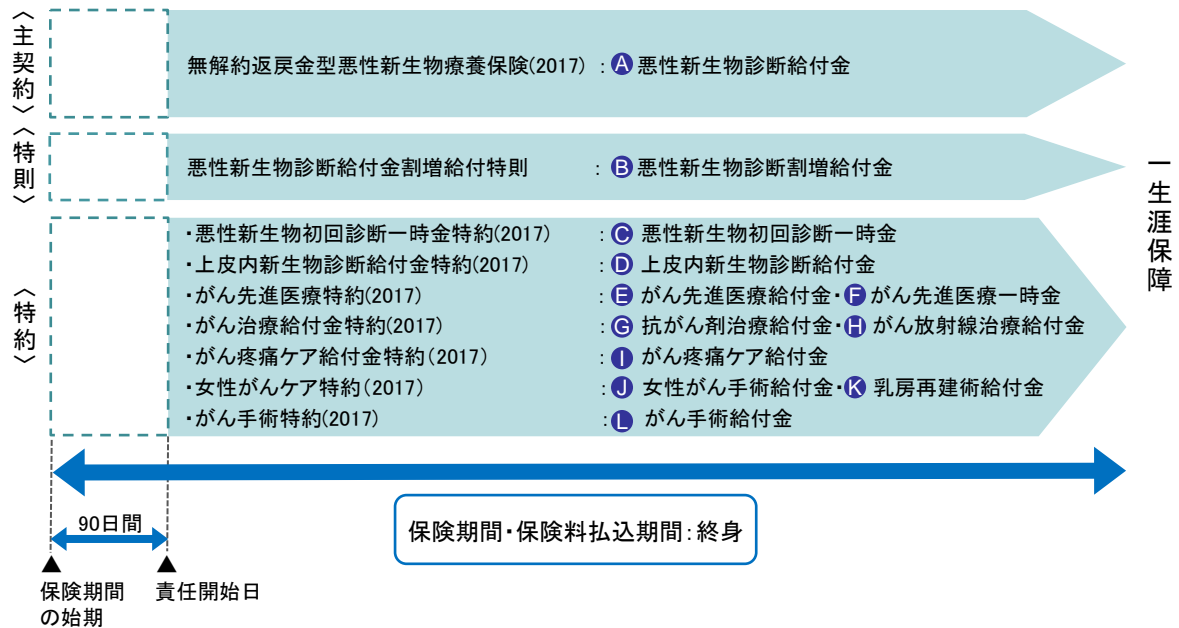 〈主契約〉
無解約返戻金型悪性新生物療養保険(2017) : A 悪性新生物診断給付金
〈特則〉
悪性新生物診断給付金割増給付特則 : B 悪性新生物診断割増給付金
〈特約〉
・悪性新生物初回診断一時金特約(2017) : C 悪性新生物初回診断一時金
・上皮内新生物診断給付金特約(2017) : D 上皮内新生物診断給付金
・がん先進医療特約(2017) : E がん先進医療給付金・F がん先進医療一時金
・がん治療給付金特約(2017) : G 抗がん剤治療給付金・H がん放射線治療給付金
・がん疼痛ケア給付金特約(2017) : I がん疼痛ケア給付金
・女性がんケア特約(2017) : J 女性がん手術給付金・K 乳房再建術給付金
・がん手術特約(2017) : L がん手術給付金
一生涯保障
90日間
保険期間・保険料払込期間:終身
▲
保険期間
の始期
▲
責任開始日